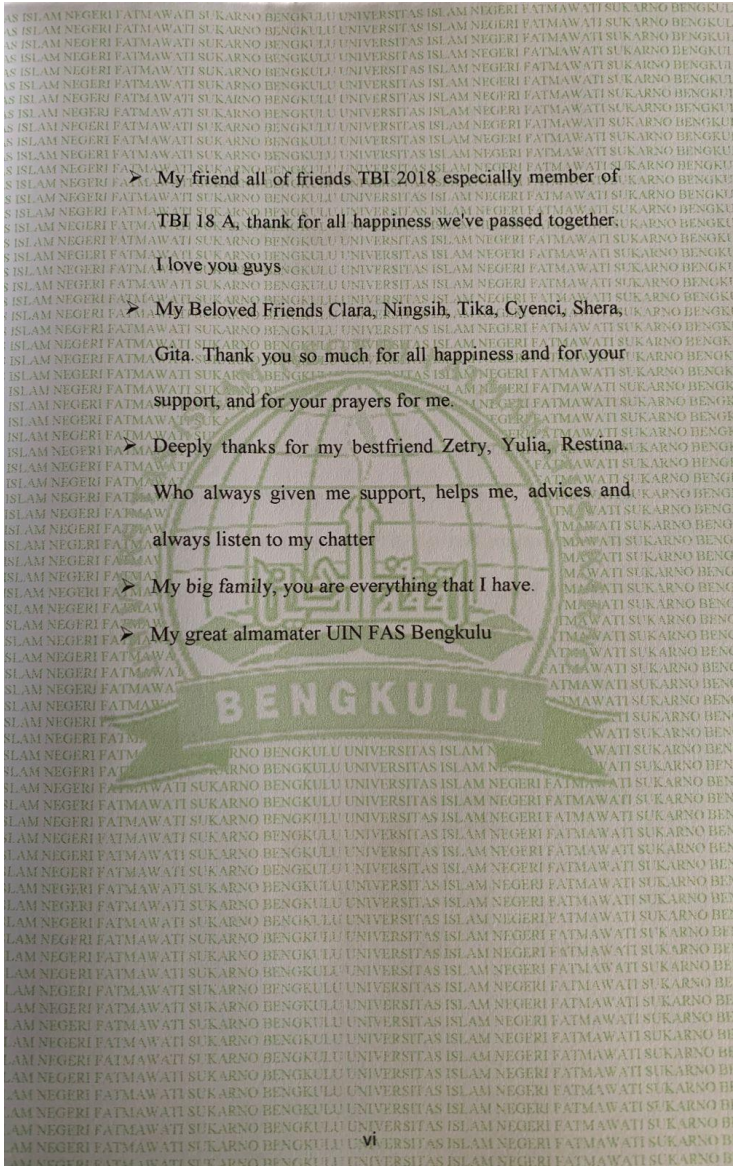 ➤ My friend all of friends TBI 2018 especially member of
TBI 18 A, thank for all happiness we've passed together.
I love you guys
➤ My Beloved Friends Clara, Ningsih, Tika, Cyenci, Shera,
Gita. Thank you so much for all happiness and for your
support, and for your prayers for me.
➤ Deeply thanks for my bestfriend Zetry, Yulia, Restina.
Who always given me support, helps me, advices and
always listen to my chatter
➤ My big family, you are everything that I have.
➤ My great almamater UIN FAS Bengkulu
BENGKULU
vi